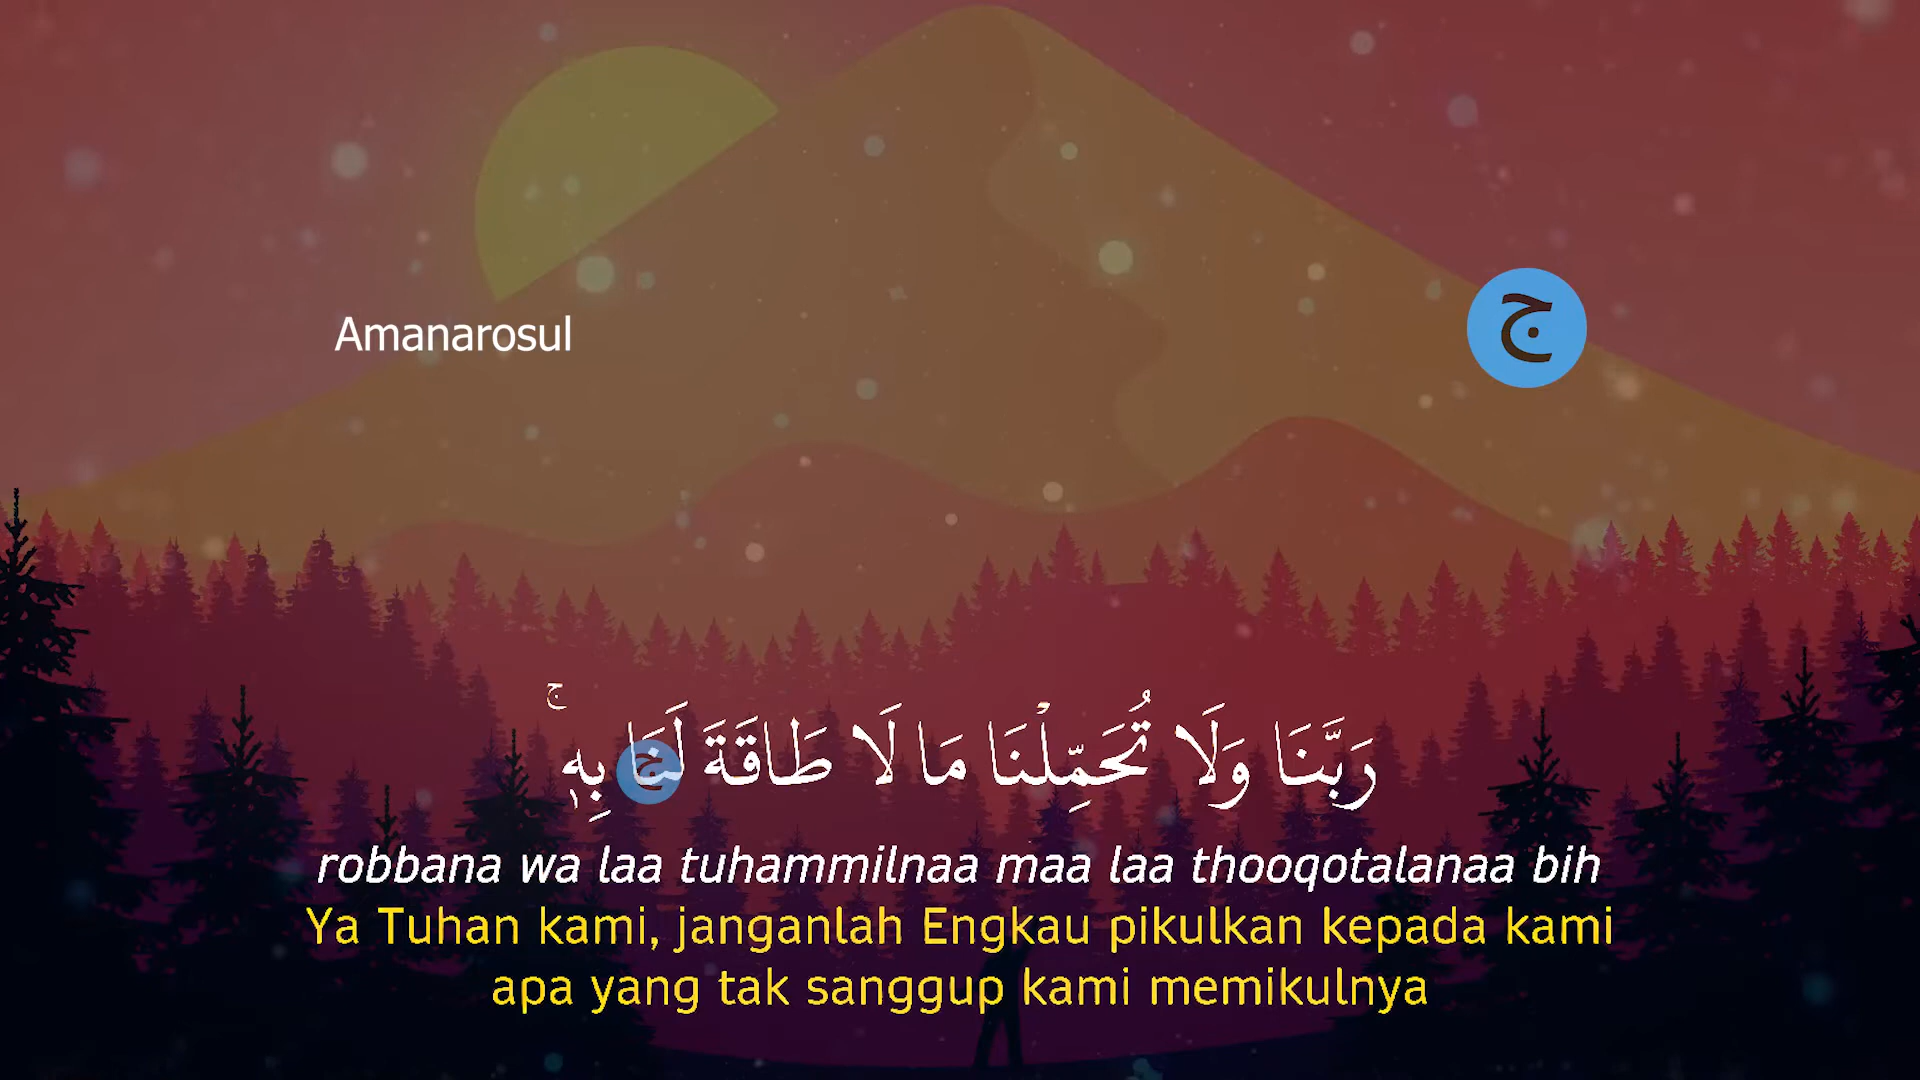 Amanarosul
ج
رَبَّنَا وَلَا تُحَمِّلْنَا مَا لَا طَاقَةَ لَنَا بِهٖۚ
ج
robbana wa laa tuhammilnaa maa laa thooqotalanaa bih
Ya Tuhan kami, janganlah Engkau pikulkan kepada kami
apa yang tak sanggup kami memikulnya